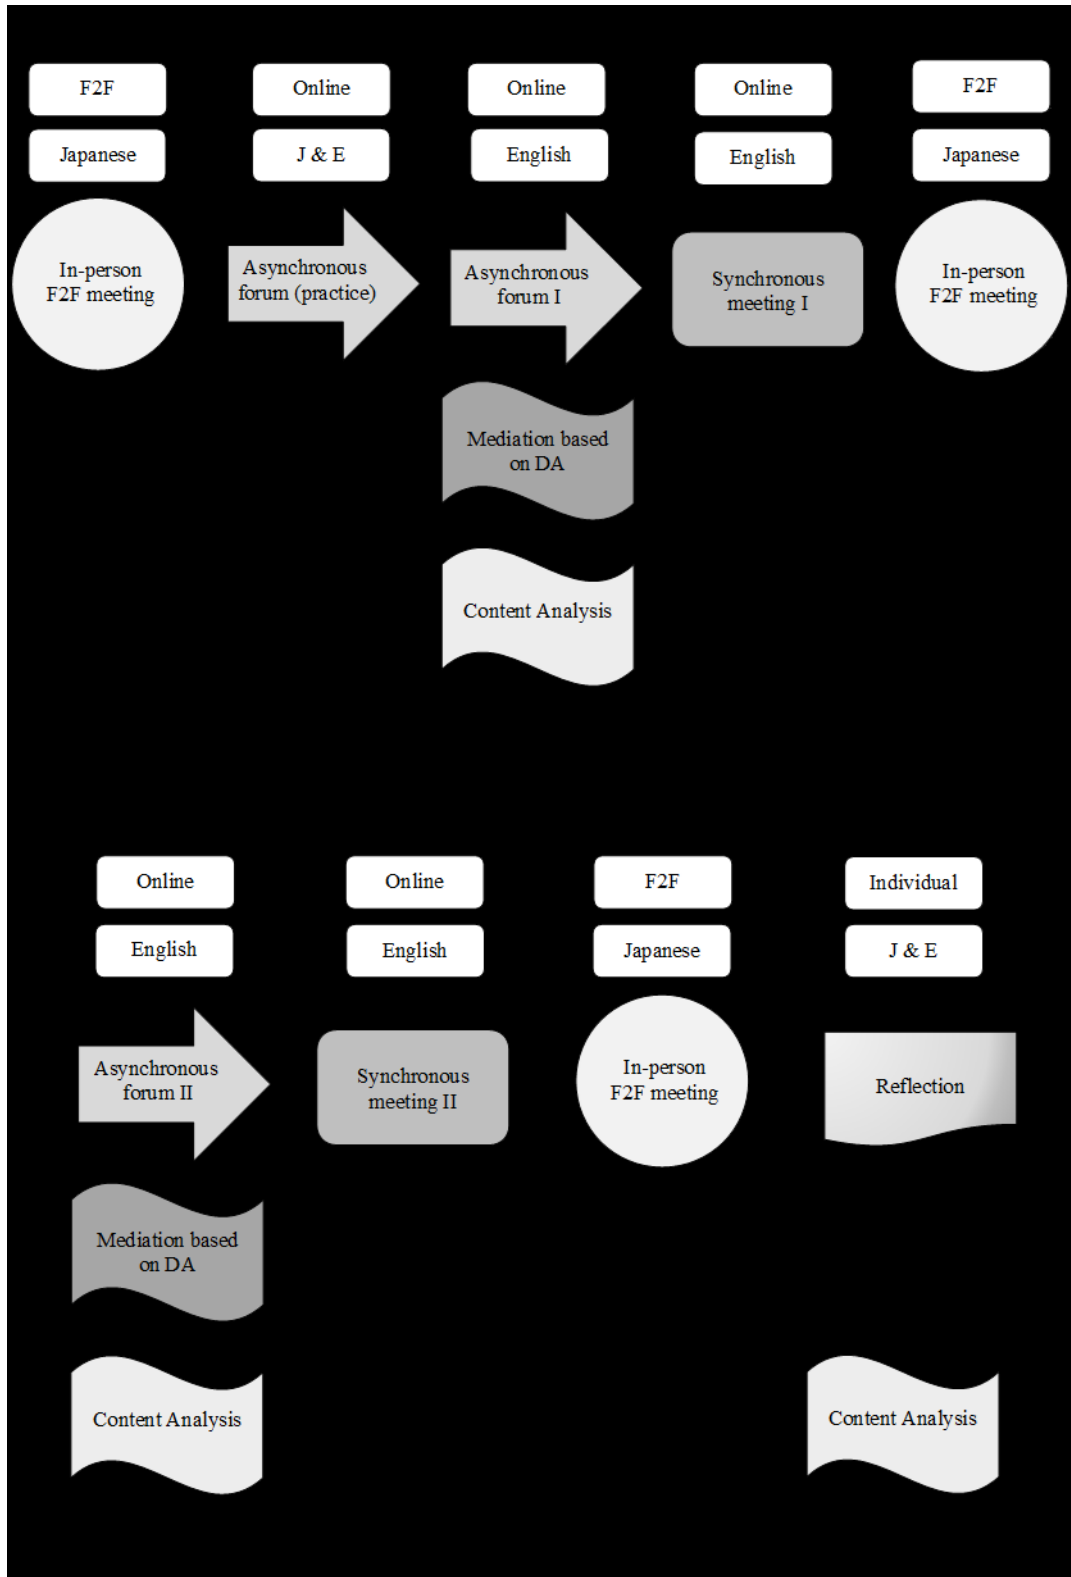 F2F
Online
Online
Online
F2F
Japanese
J & E
English
English
Japanese
In-person
F2F meeting
Asynchronous
forum (practice)
Asynchronous
forum I
Synchronous
meeting I
In-person
F2F meeting
Mediation based
on DA
Content Analysis
Online
Online
F2F
Individual
English
English
Japanese
J & E
Asynchronous
forum II
Synchronous
meeting II
In-person
F2F meeting
Reflection
Mediation based
on DA
Content Analysis
Content Analysis